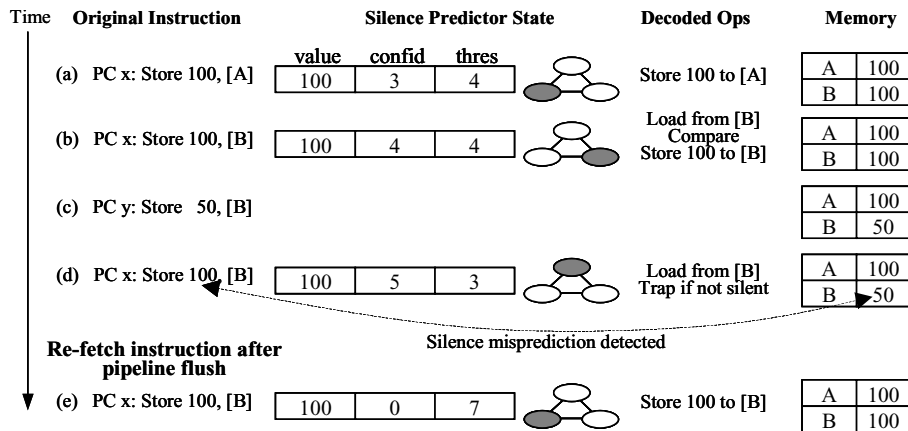 Time Original Instruction Silence Predictor State Decoded Ops Memory
value confid thres
(a) PC x: Store 100, [A] 100 3 4 Store 100 to [A] A 100
B 100
Load from [B]
(b) PC x: Store 100, [B] 100 4 4 Compare A 100
Store 100 to [B] B 100
(c) PC y: Store 50, [B] A 100
B 50
(d) PC x: Store 100, [B] 100 5 3 Load from [B] A 100
Trap if not silent B 50
Silence misprediction detected
Re-fetch instruction after
pipeline flush
(e) PC x: Store 100, [B] 100 0 7 Store 100 to [B] A 100
B 100